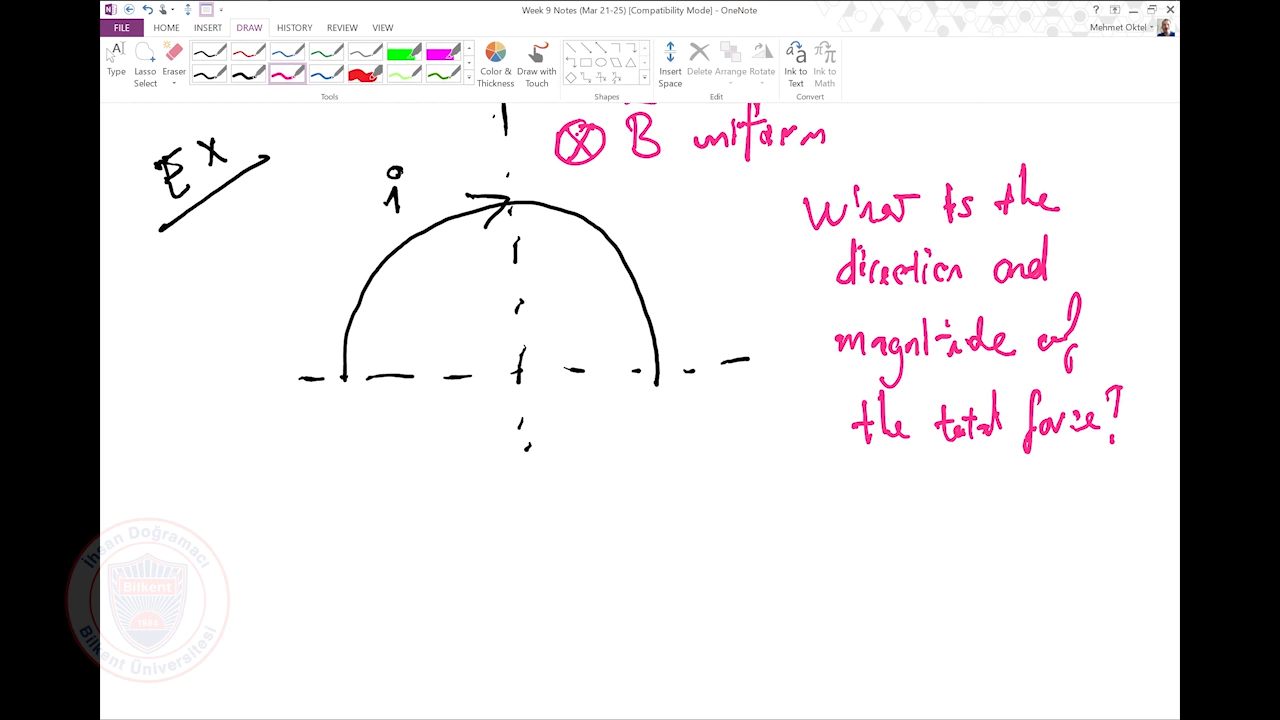 Week 9 Notes (Mar 21-25) [Compatibility Mode] - OneNote
FILE HOME INSERT DRAW HISTORY REVIEW VIEW
Mehmet Oktel
Type
Lasso Select
Eraser
Color & Thickness
Draw with Touch
Insert Space
Delete
Arrange
Rotate
Ink to Text
Ink to Math
Tools
Shapes
Edit
Convert
EX
i
B uniform
What is the
direction and
magnitude of
the total force?
İhsan Doğramacı
Bilkent
1984
Bilkent Üniversitesi